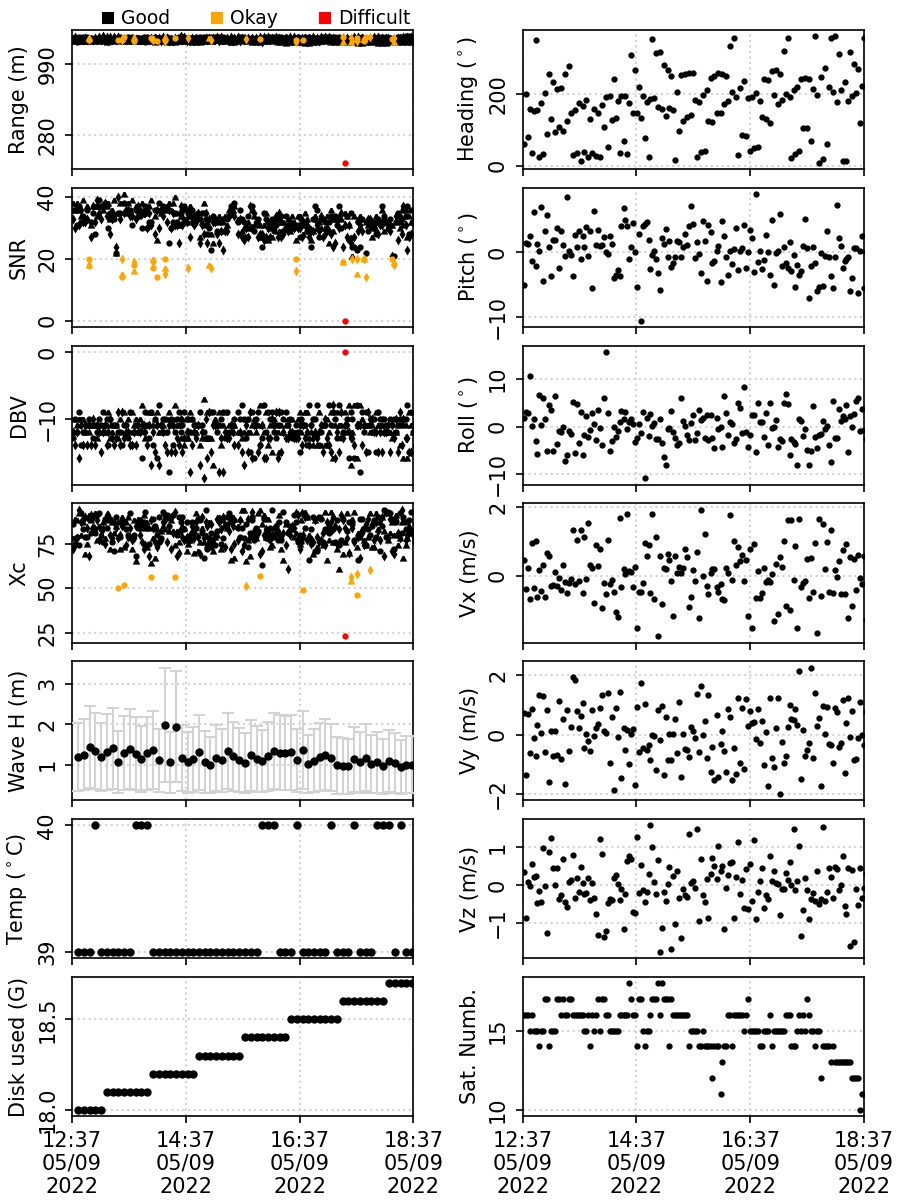 Good Okay Difficult
Range (m)
990
280
Heading (°)
200
0
SNR
40
20
0
Pitch (°)
0
−10
DBV
0
−10
Roll (°)
10
0
−10
Xc
75
50
25
Vx (m/s)
2
0
Wave H (m)
3
2
1
Vy (m/s)
2
0
−2
Temp (°C)
40
39
Vz (m/s)
1
0
−1
Disk used (G)
18.5
18.0
Sat. Numb.
15
10
12:37 14:37 16:37 18:37 12:37 14:37 16:37 18:37
05/09 05/09 05/09 05/09 05/09 05/09 05/09 05/09
2022 2022 2022 2022 2022 2022 2022 2022